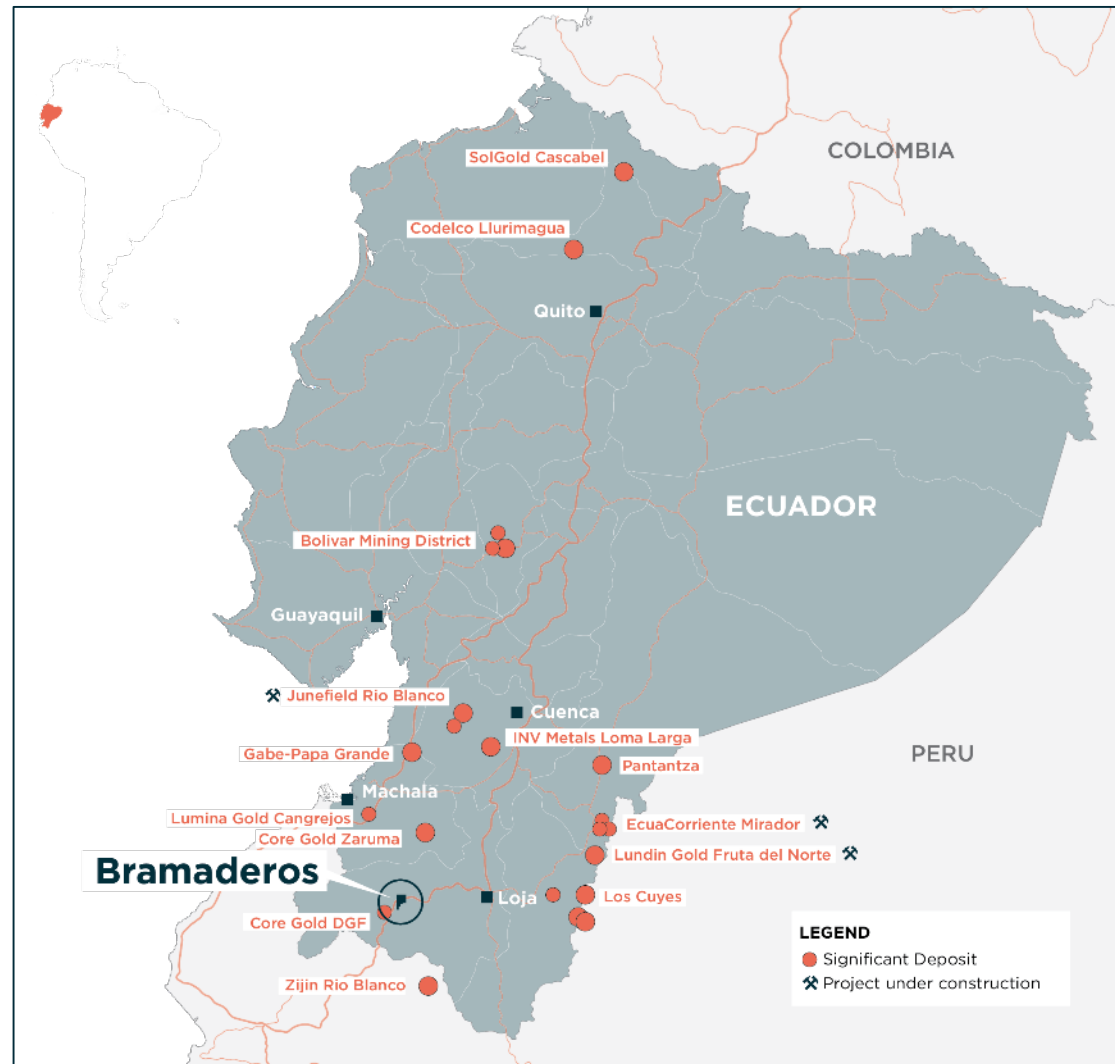 COLOMBIA
SolGold Cascabel
Codelco Llurimagua
Quito
ECUADOR
Bolivar Mining District
Guayaquil
Junefield Rio Blanco
Cuenca
INV Metals Loma Larga
Gabe-Papa Grande
PERU
Pantantza
Machala
Lumina Gold Cangrejos
EcuaCorriente Mirador
Core Gold Zaruma
Lundin Gold Fruta del Norte
Bramaderos
Loja
Los Cuyes
Core Gold DGF
LEGEND
Significant Deposit
Project under construction
Zijin Rio Blanco